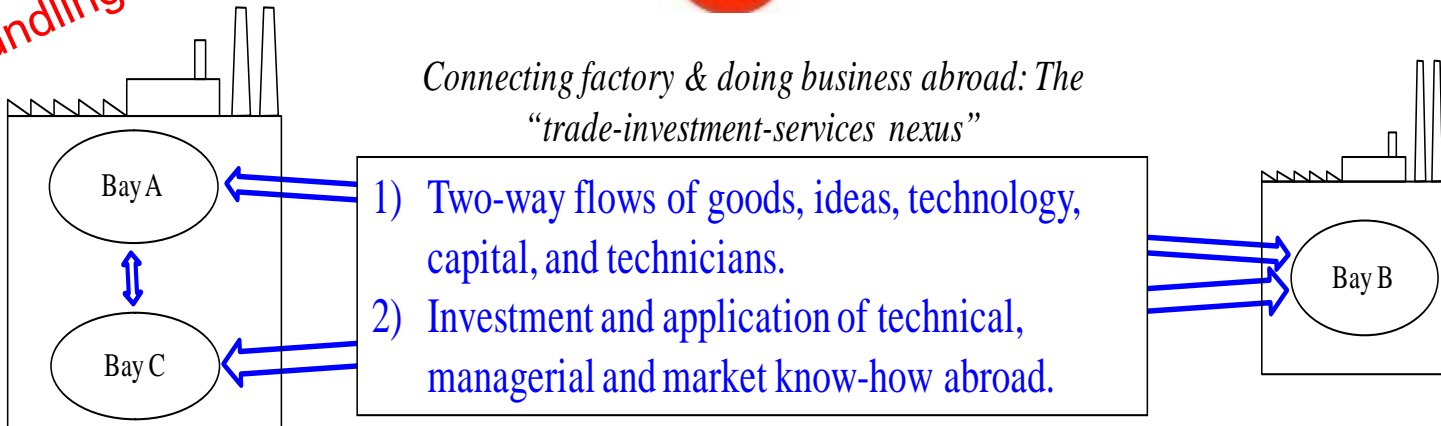 Connecting factory & doing business abroad: The
“trade-investment-services nexus”
Bay A
1) Two-way flows of goods, ideas, technology,
capital, and technicians.
2) Investment and application of technical,
managerial and market know-how abroad.
Bay B
Bay C